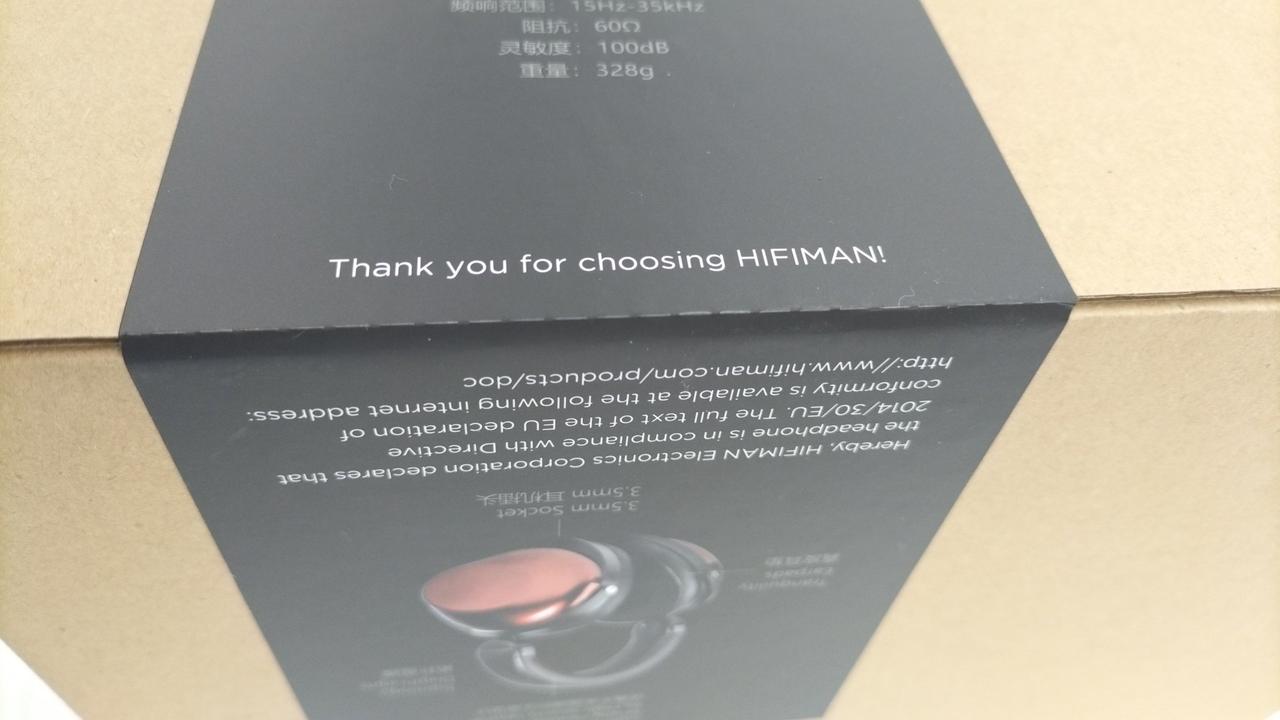 频响范围：15Hz-35kHz
阻抗：60Ω
灵敏度：100dB
重量：328g
Thank you for choosing HIFIMAN!
Hereby, HIFIMAN Electronics Corporation declares that
the headphone is in compliance with Directive
2014/30/EU. The full text of the EU declaration of
conformity is available at the following internet address:
http://www.hifiman.com/products/doc
3.5mm Socket
3.5mm 耳机插头
Tranquility
Earpads